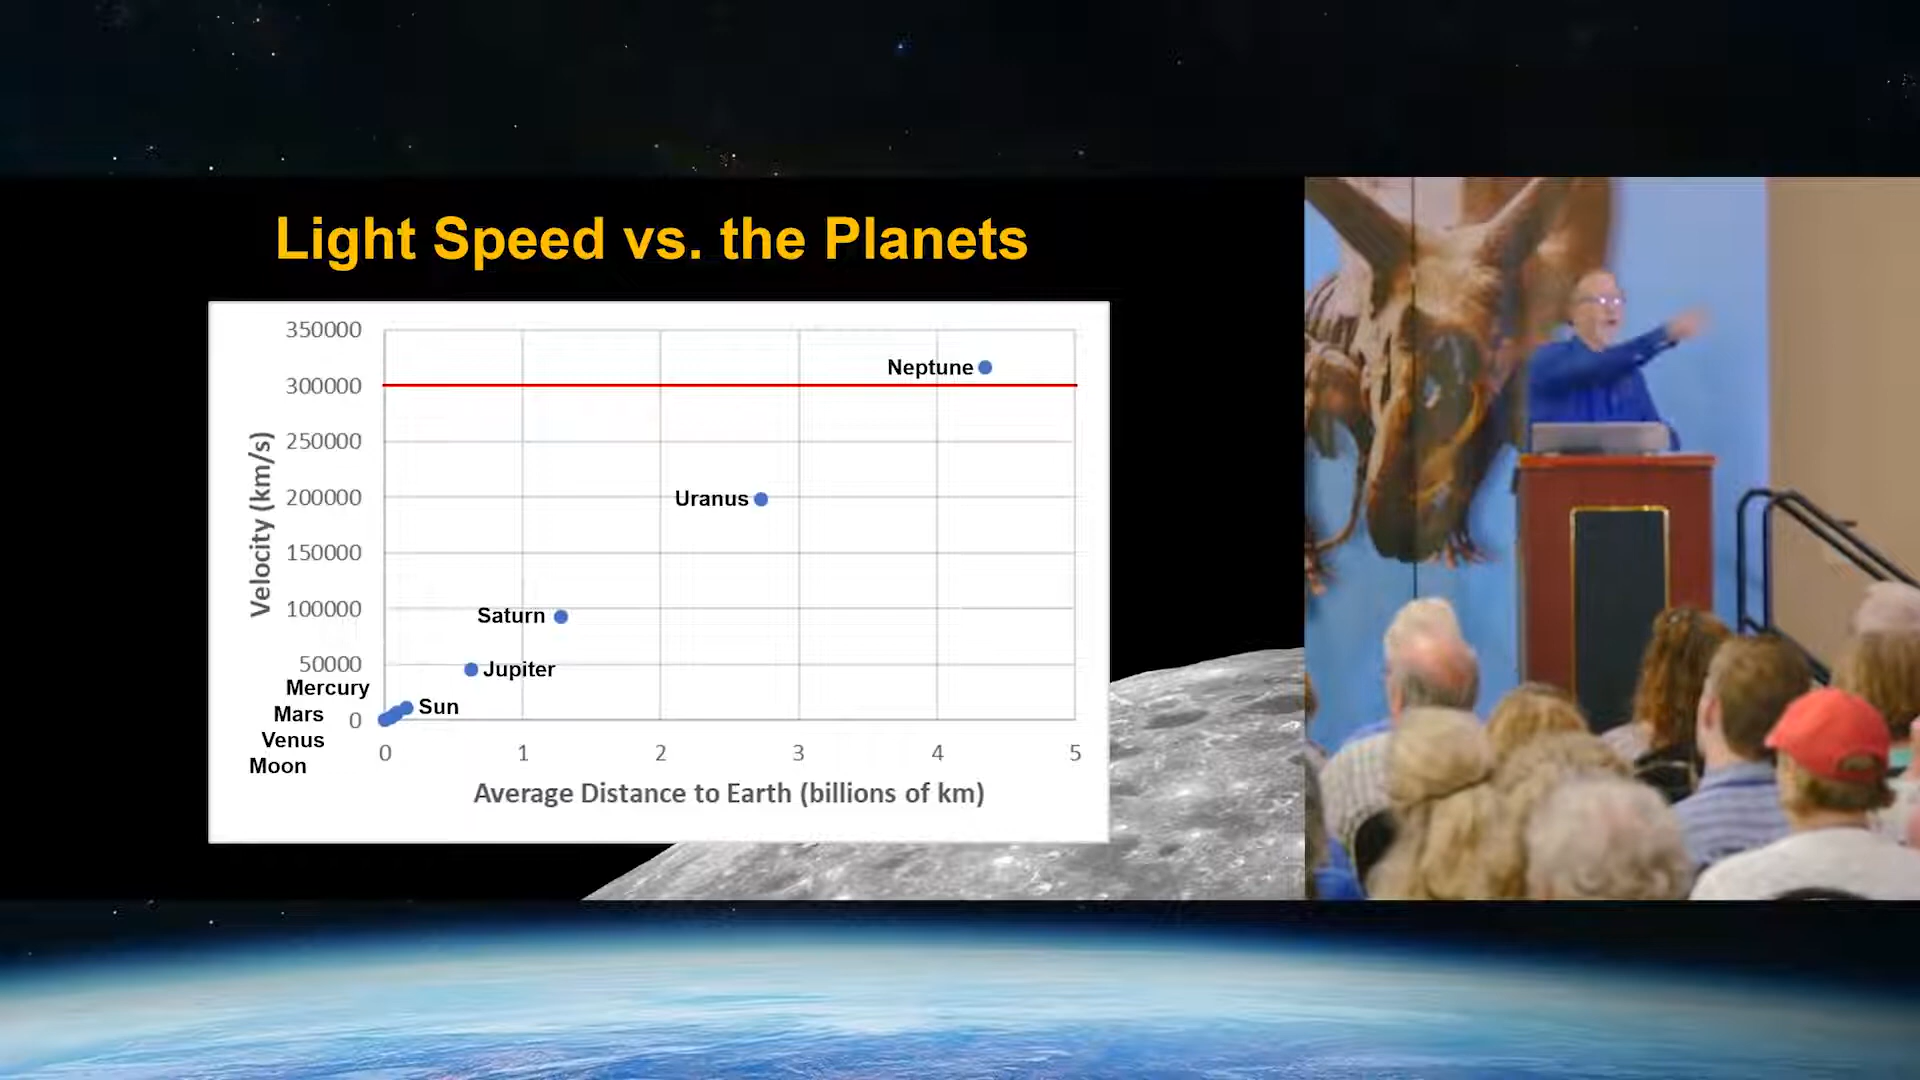 Light Speed vs. the Planets
350000
300000
250000
200000
150000
100000
50000
0
Velocity (km/s)
Neptune
Uranus
Saturn
Jupiter
Sun
Mercury
Mars
Venus
Moon
0 1 2 3 4 5
Average Distance to Earth (billions of km)